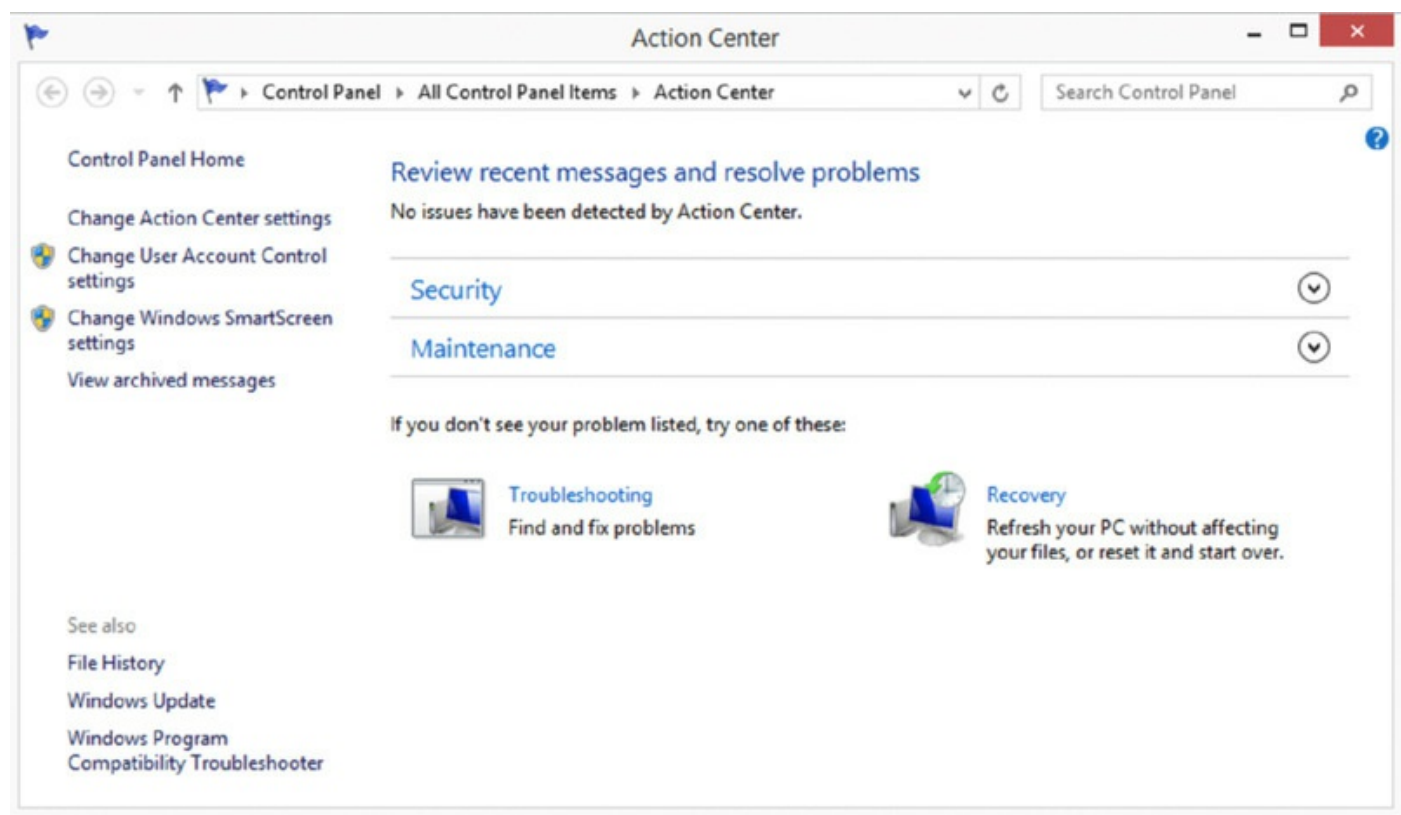 Action Center
Control Panel All Control Panel Items Action Center
Search Control Panel
Control Panel Home
Change Action Center settings
Change User Account Control
settings
Change Windows SmartScreen
settings
View archived messages
Review recent messages and resolve problems
No issues have been detected by Action Center.
Security
Maintenance
If you don't see your problem listed, try one of these:
Troubleshooting
Find and fix problems
Recovery
Refresh your PC without affecting
your files, or reset it and start over.
See also
File History
Windows Update
Windows Program
Compatibility Troubleshooter